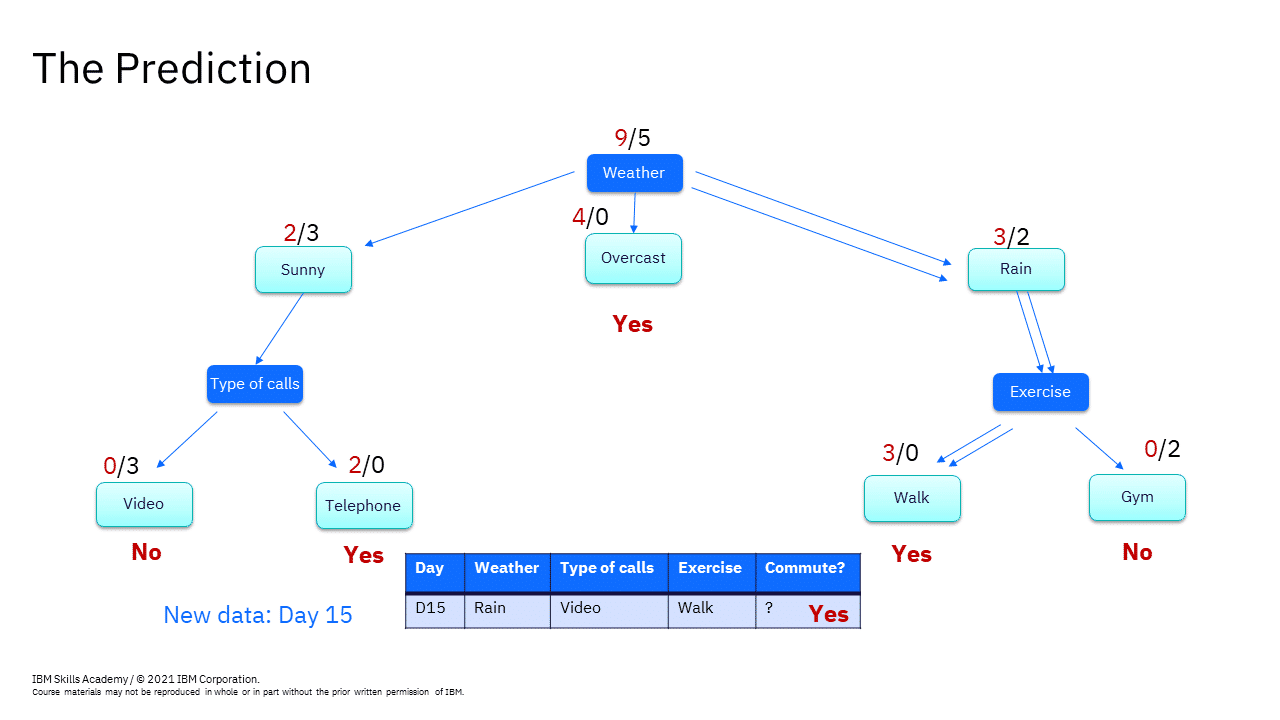 The Prediction
9/5
Weather
4/0
2/3
3/2
Sunny
Overcast
Rain
Yes
Type of calls
Exercise
0/3
2/0
3/0
0/2
Video
Telephone
Walk
Gym
No
Yes
Yes
No
Day Weather Type of calls Exercise Commute?
New data: Day 15
D15 Rain Video Walk ? Yes
IBM Skills Academy / © 2021 IBM Corporation.
Course materials may not be reproduced in whole or in part without the prior written permission of IBM.